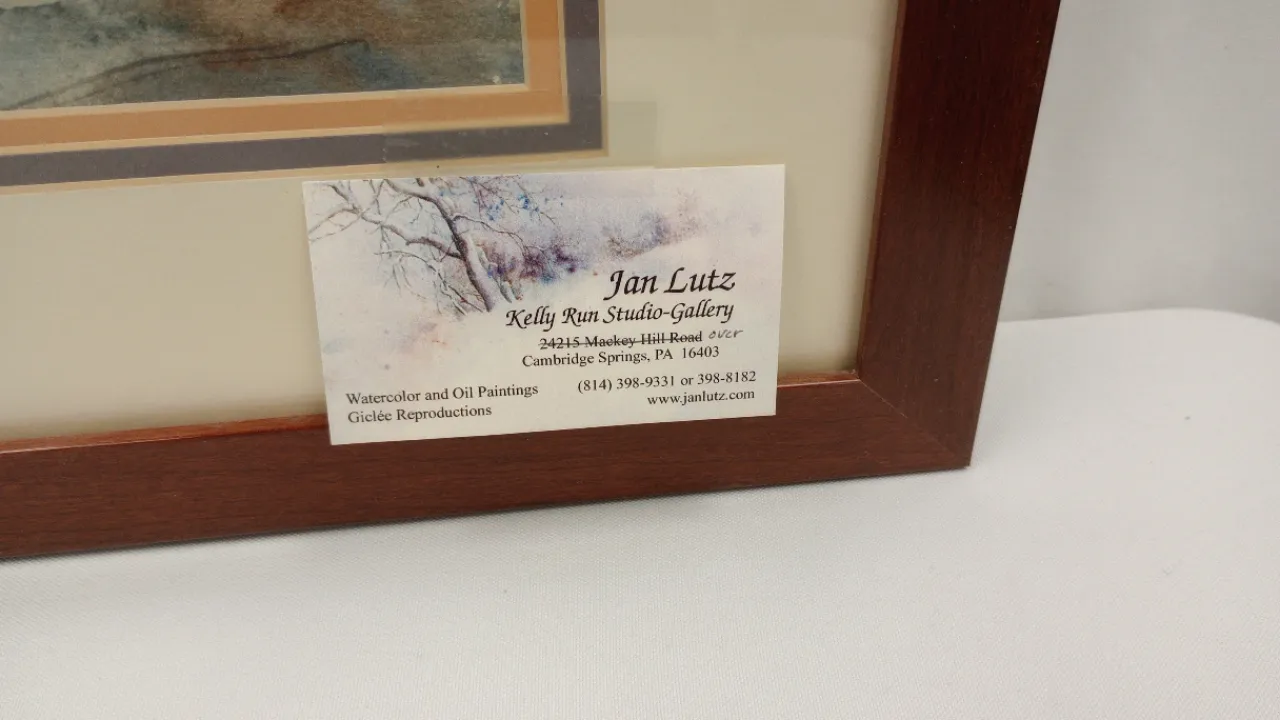 Jan Lutz
Kelly Run Studio-Gallery
24215 Mackey Hill Road over
Cambridge Springs, PA 16403
Watercolor and Oil Paintings
Giclée Reproductions
(814) 398-9331 or 398-8182
www.janlutz.com